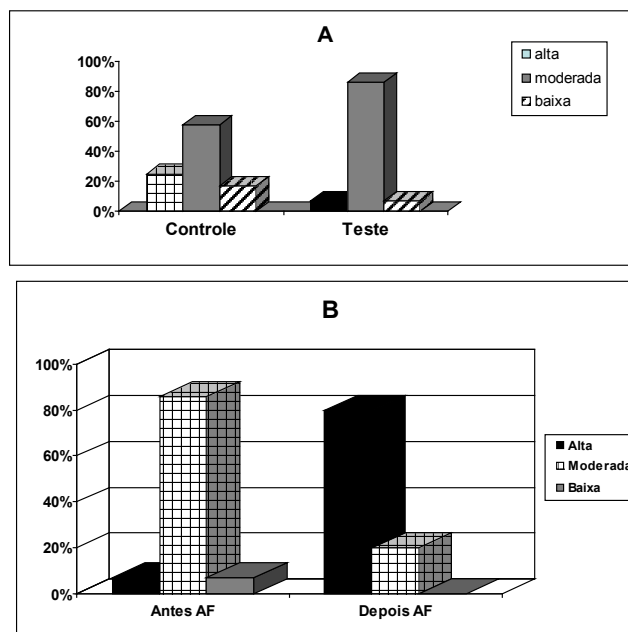 A
100%
80%
60%
40%
20%
0%
Controle Teste
alta
moderada
baixa
B
100%
80%
60%
40%
20%
0%
Antes AF Depois AF
Alta
Moderada
Baixa